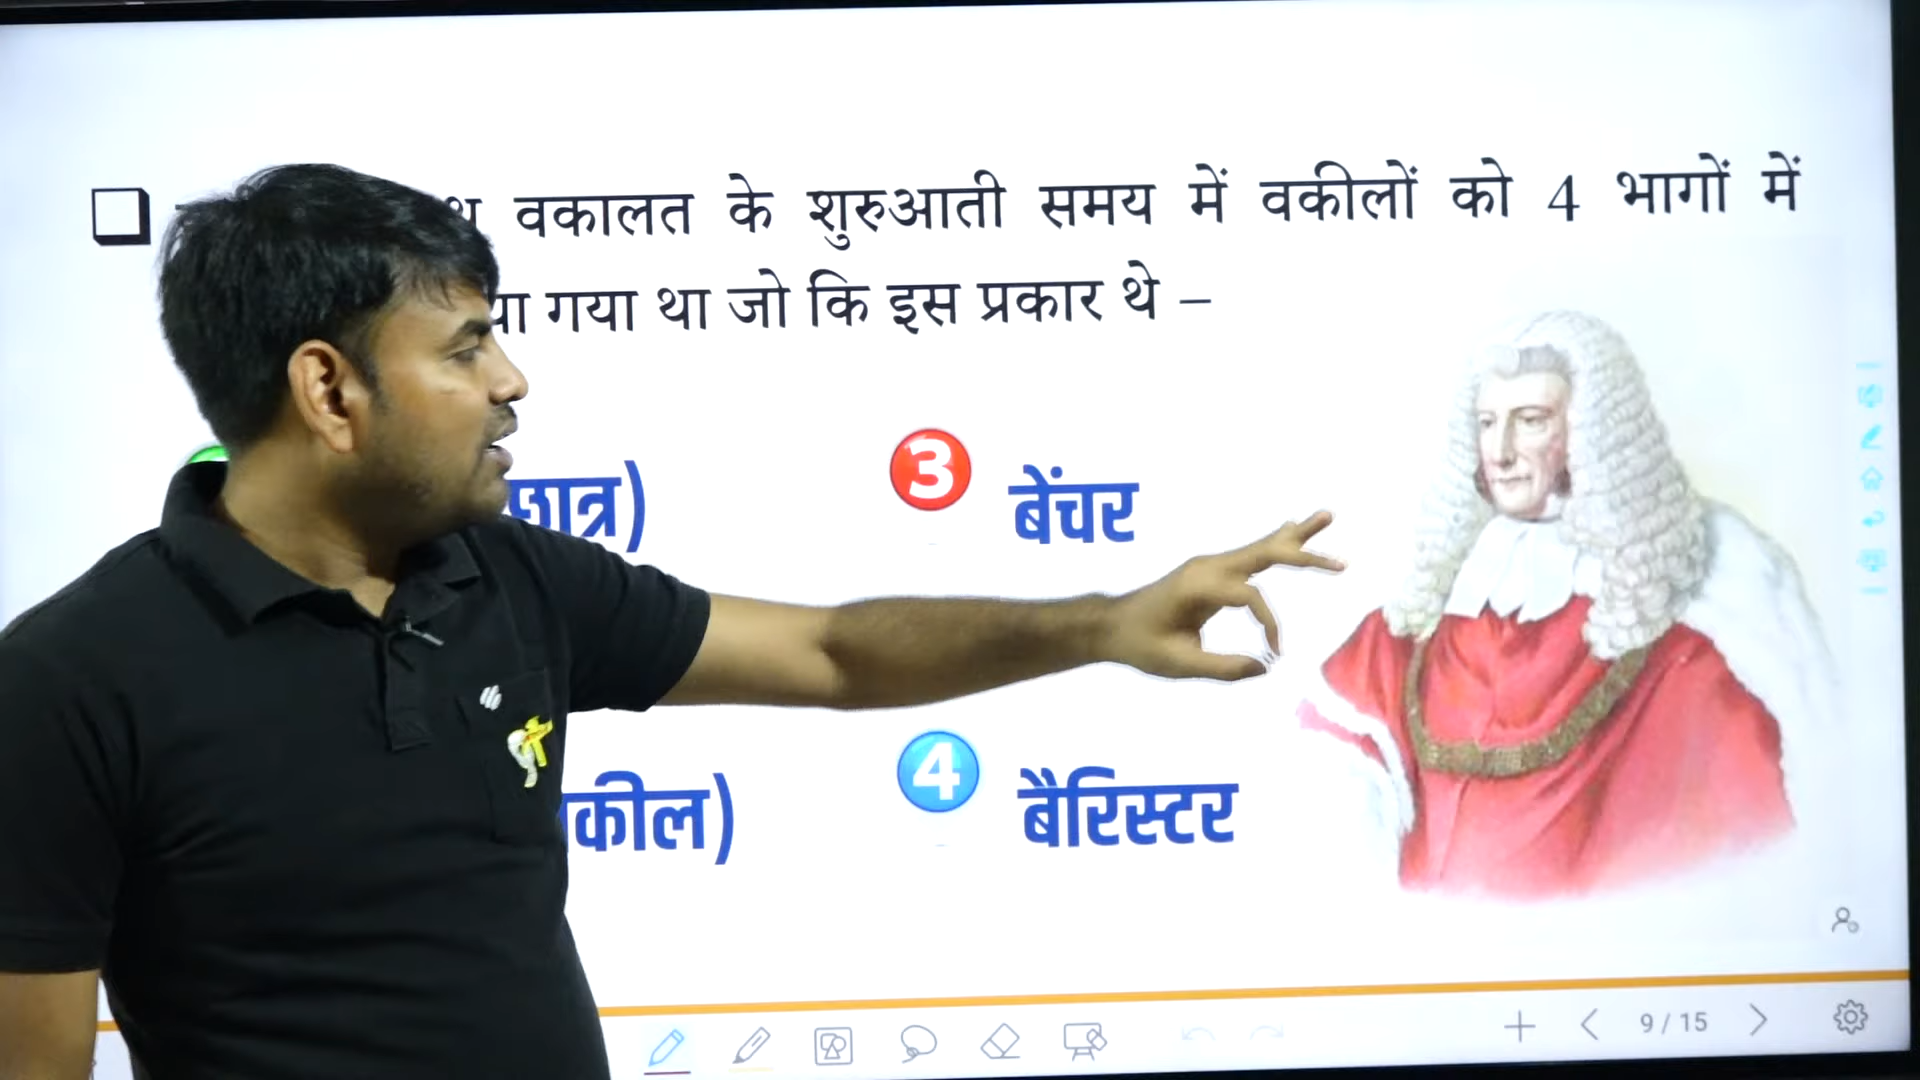 वकालत के शुरुआती समय में वकीलों को 4 भागों में
गया था जो कि इस प्रकार थे –
छात्र)
3 बेंचर
4 बैरिस्टर
9 / 15